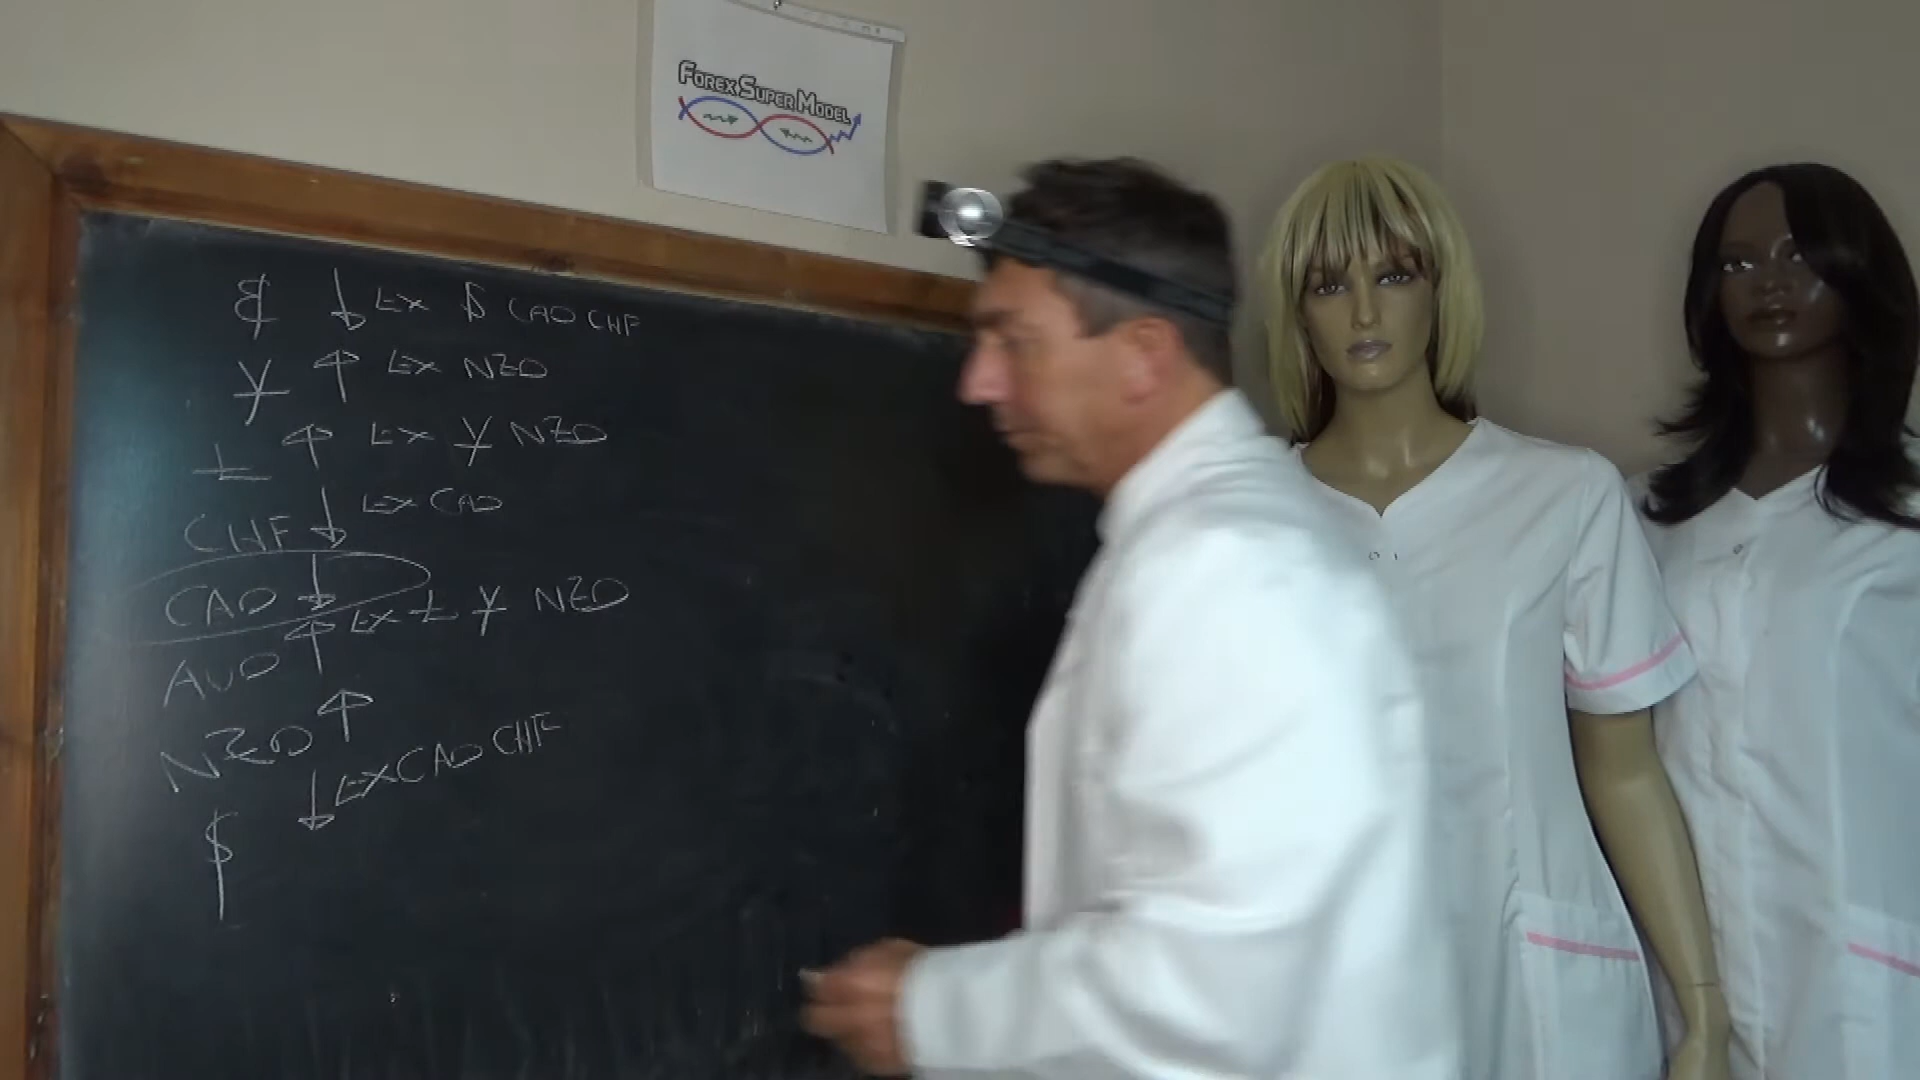 FOREX SUPER MODEL
€ ↓ EX $ CAD CHF
¥ ↑ EX NZD
£ ↑ EX ¥ NZD
CHF ↓ EX CAD
CAD ↓
AUD ↑ EX £ ¥ NZD
NZD ↑
$ ↓ EX CAD CHF